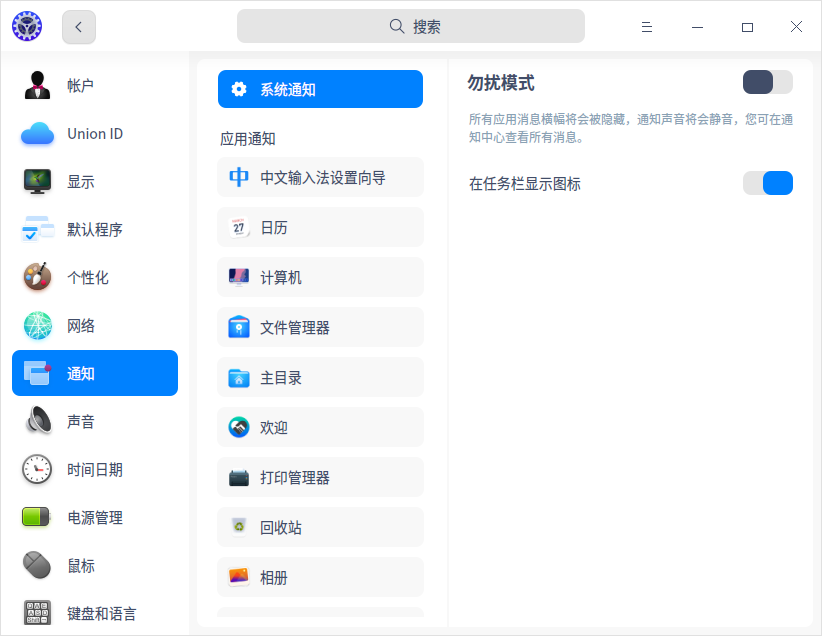 搜索
帐户
Union ID
显示
默认程序
个性化
网络
通知
声音
时间日期
电源管理
鼠标
键盘和语言
系统通知
应用通知
中文输入法设置向导
日历
计算机
文件管理器
主目录
欢迎
打印管理器
回收站
相册
勿扰模式
所有应用消息横幅将会被隐藏，通知声音将会静音，您可在通
知中心查看所有消息。
在任务栏显示图标
27